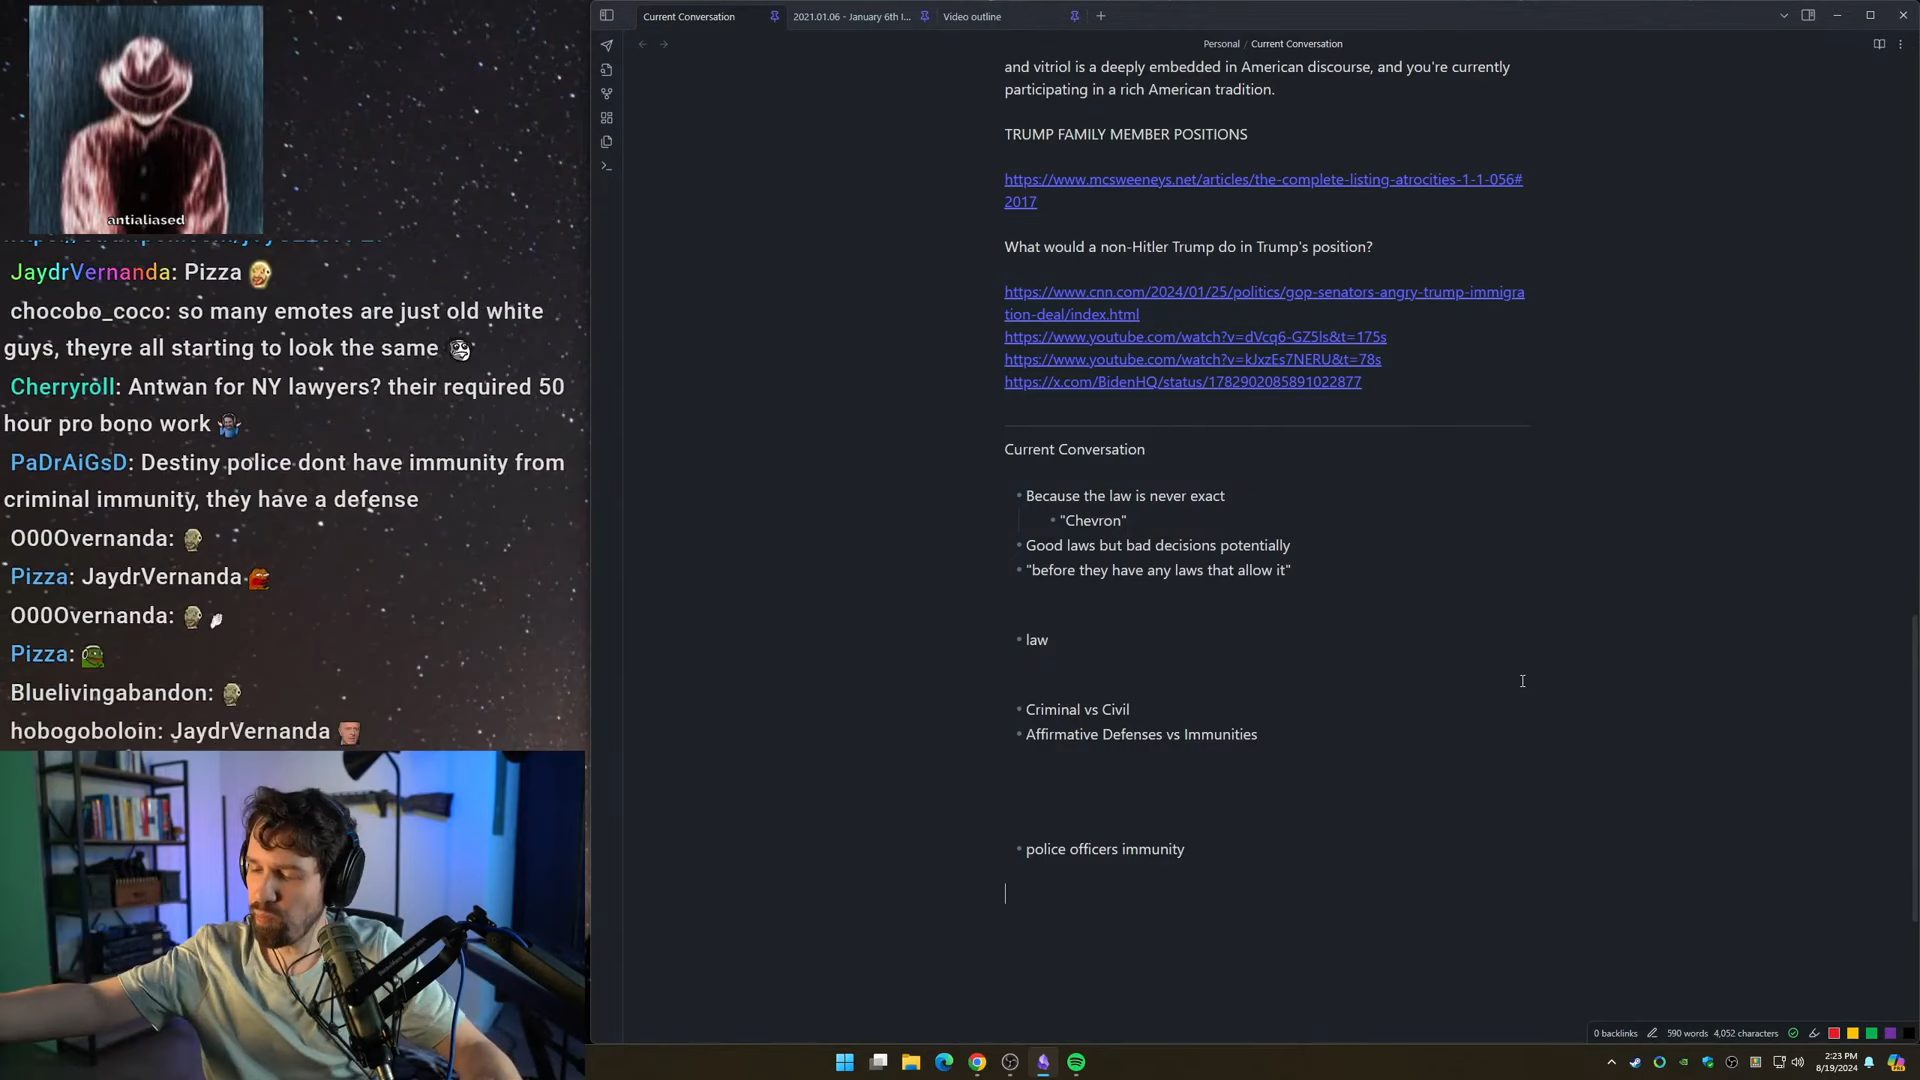 antialiased
JaydrVernanda: Pizza
chocobo_coco: so many emotes are just old white
guys, theyre all starting to look the same
Cherryroll: Antwan for NY lawyers? their required 50
hour pro bono work
PaDrAiGsD: Destiny police dont have immunity from
criminal immunity, they have a defense
O00Overnanda:
Pizza: JaydrVernanda
O00Overnanda:
Pizza:
Bluelivingabandon:
hobogoboloin: JaydrVernanda
Current Conversation
2021.01.06 - January 6th I...
Video outline
Personal / Current Conversation
and vitriol is a deeply embedded in American discourse, and you're currently
participating in a rich American tradition.
TRUMP FAMILY MEMBER POSITIONS
https://www.mcsweeneys.net/articles/the-complete-listing-atrocities-1-1-056#
2017
What would a non-Hitler Trump do in Trump's position?
https://www.cnn.com/2024/01/25/politics/gop-senators-angry-trump-immigra
tion-deal/index.html
https://www.youtube.com/watch?v=dVcq6-GZ5ls&t=175s
https://www.youtube.com/watch?v=kJxzEs7NERU&t=78s
https://x.com/BidenHQ/status/1782902085891022877
Current Conversation
• Because the law is never exact
• "Chevron"
• Good laws but bad decisions potentially
• "before they have any laws that allow it"
• law
• Criminal vs Civil
• Affirmative Defenses vs Immunities
• police officers immunity
0 backlinks 590 words 4,052 characters
2:23 PM
8/19/2024